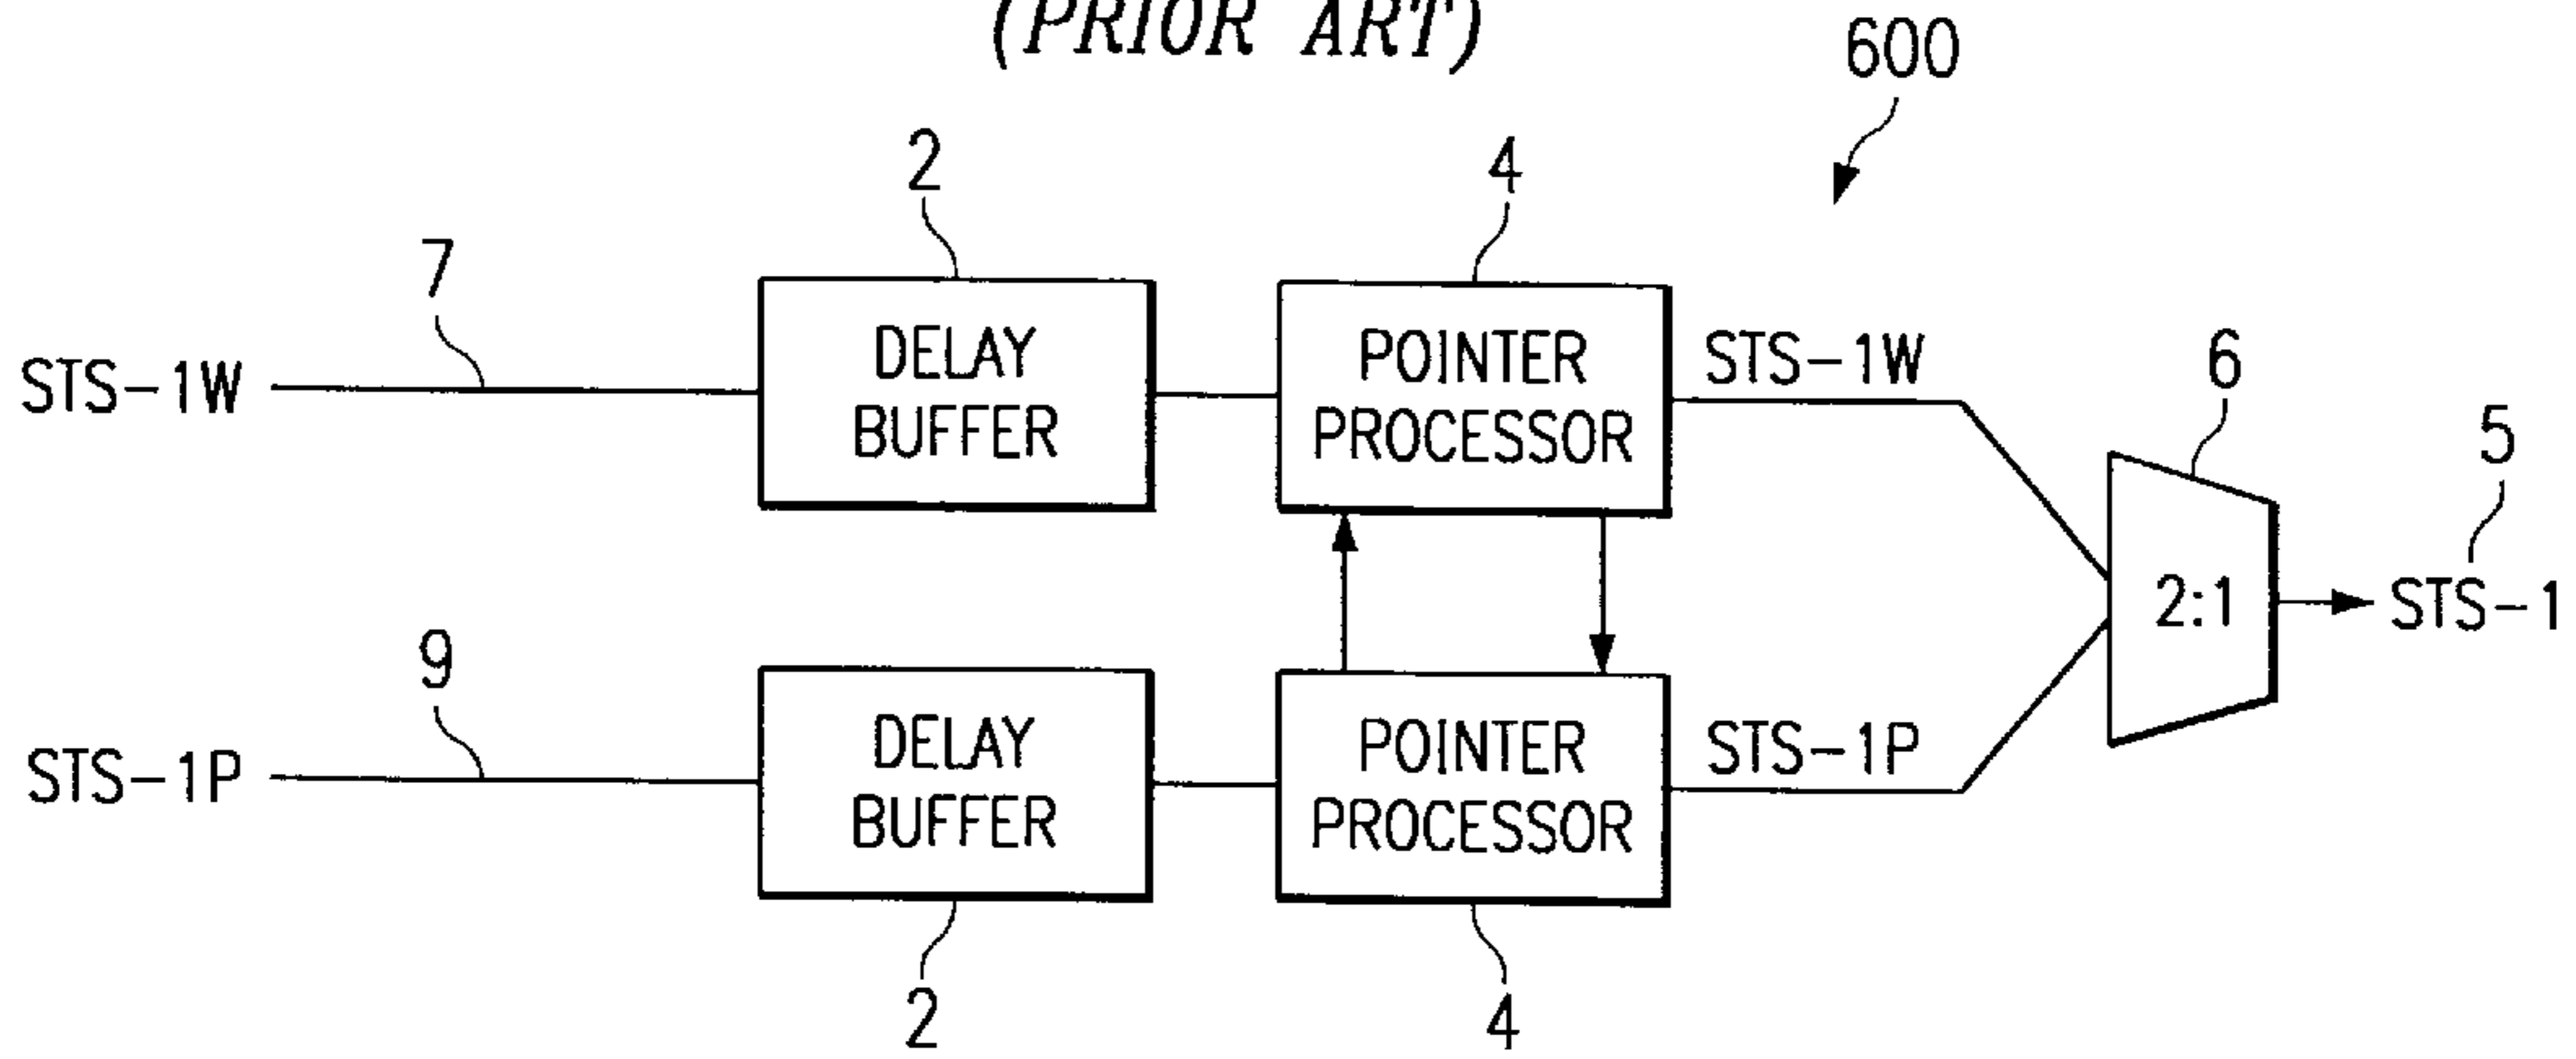 (PRIOR ART)
600
2
4
7
STS-1W
DELAY
BUFFER
POINTER
PROCESSOR
STS-1W
6
5
2:1
STS-1
9
STS-1P
DELAY
BUFFER
POINTER
PROCESSOR
STS-1P
2
4